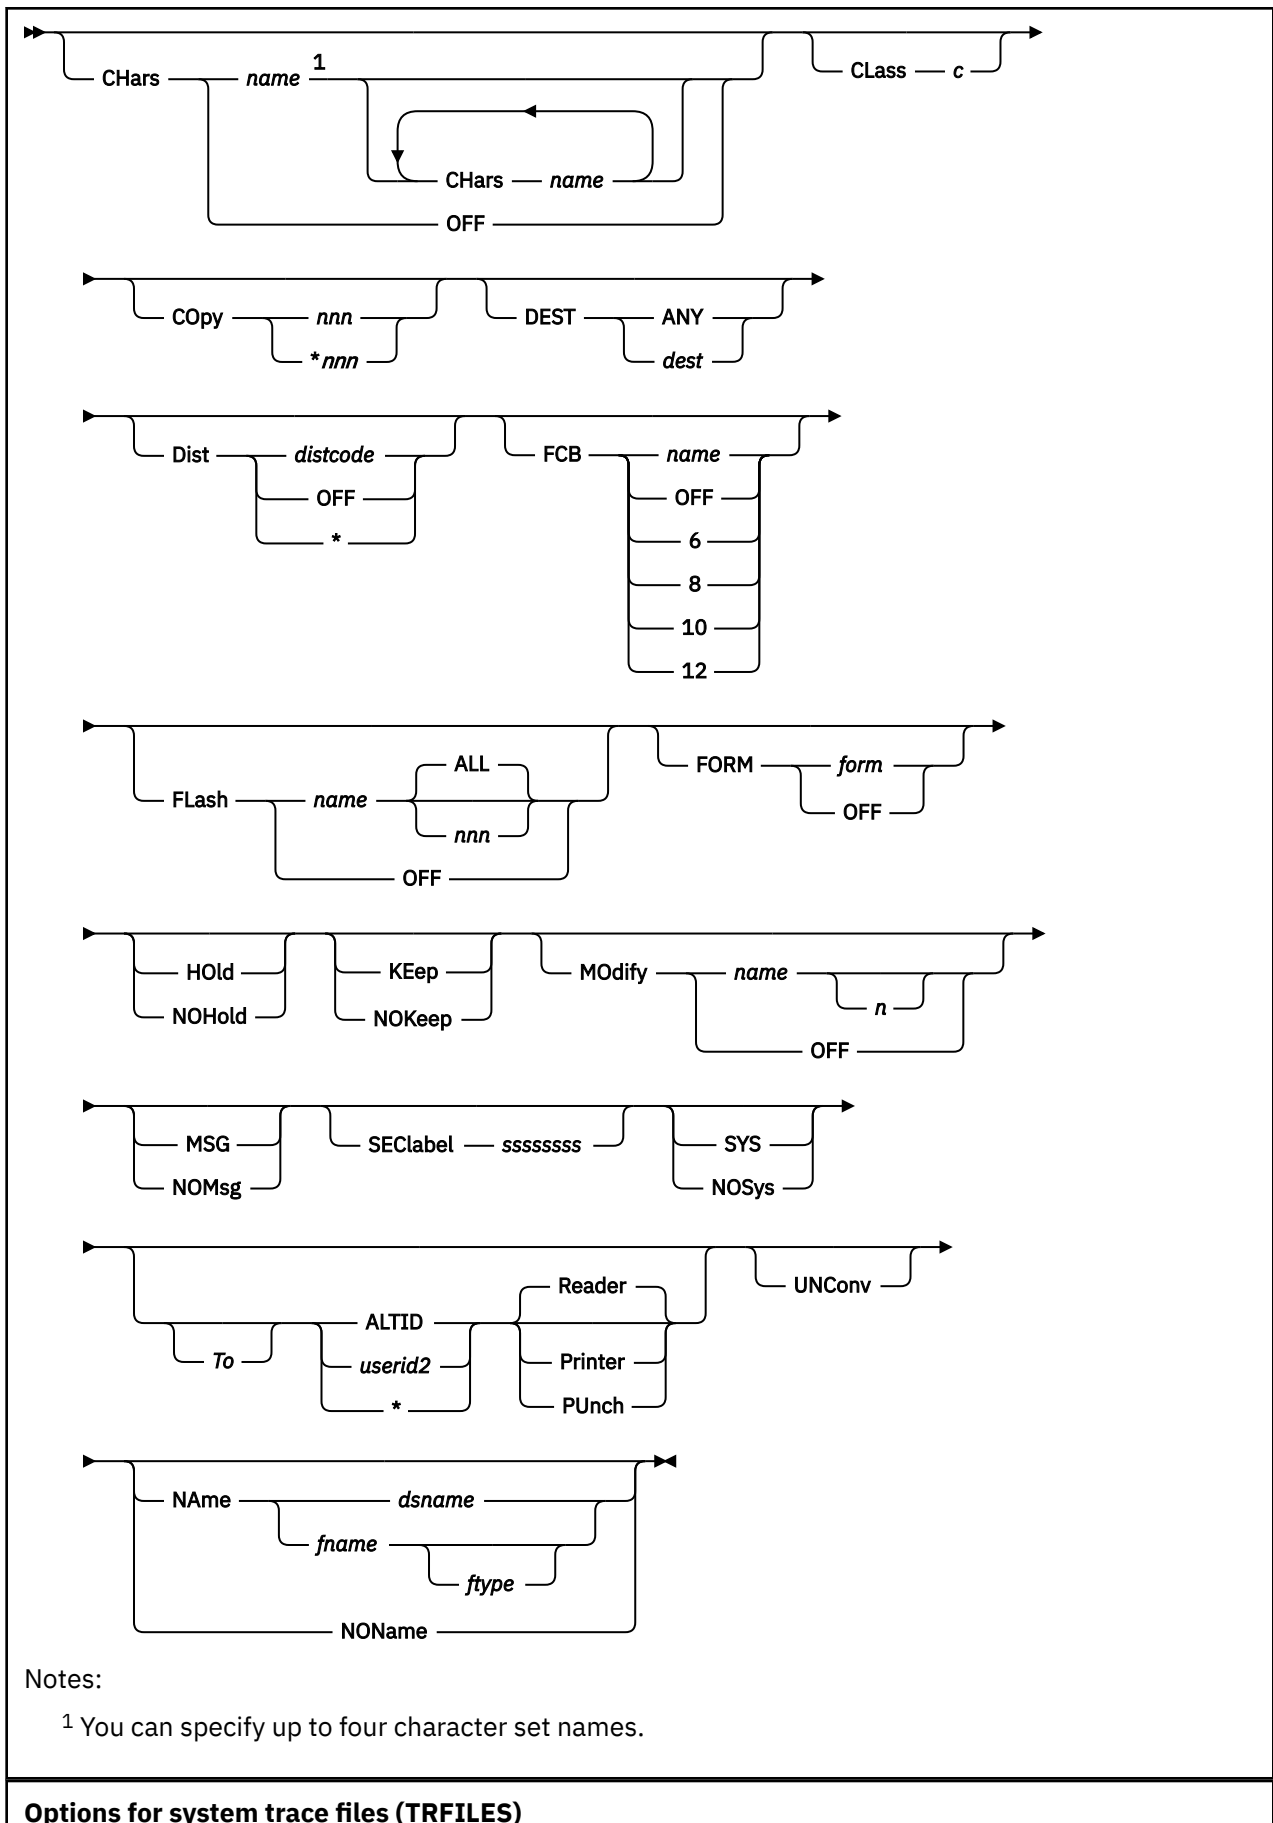 CHars name 1 CLass c
CHars name
OFF
COpy nnn DEST ANY
*nnn dest
Dist distcode FCB name
OFF OFF
* 6
8
10
12
ALL FORM form
FLash name
nnn OFF
OFF
HOld KEep MOdify name
NOHold NOKeep n
OFF
MSG SEClabel ssssssss SYS
NOMsg NOSys
Reader UNConv
ALTID
To userid2 Printer
* PUnch
NAme dsname
fname
ftype
NOName
Notes:
1 You can specify up to four character set names.
Options for system trace files (TRFILES)